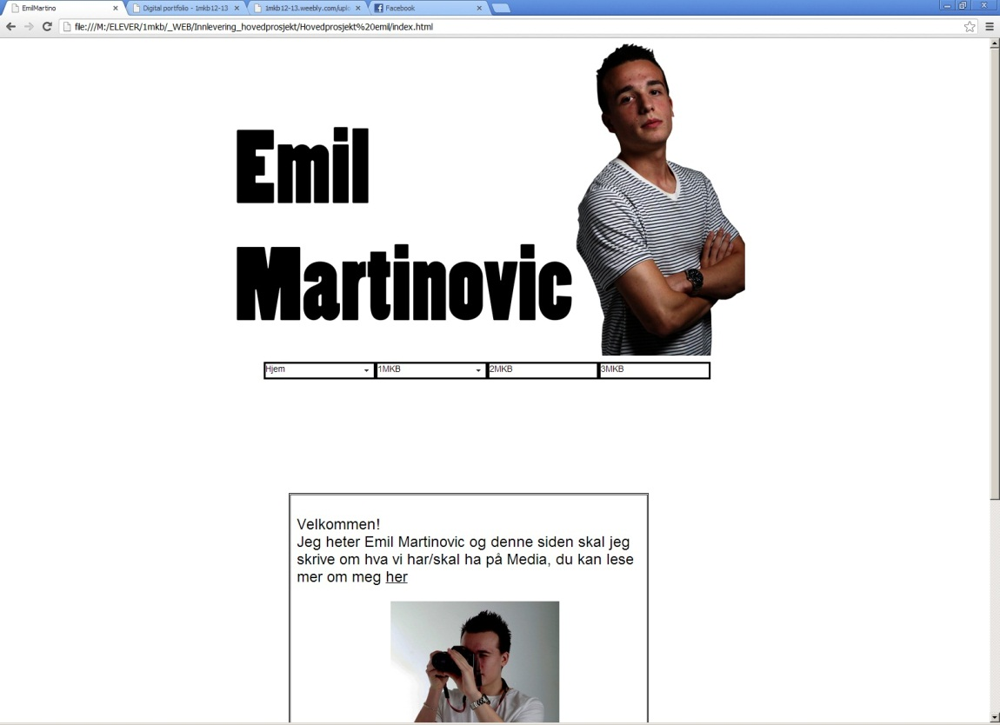 EmilMartino
Digital portfolio - 1mkb12-13
1mkb12-13.weebly.com/uplo
Facebook
file:///M:/ELEVER/1mkb/_WEB/Innlevering_hovedprosjekt/Hovedprosjekt%20emil/index.html
Emil
Martinovic
Hjem
1MKB
2MKB
3MKB
Velkommen!
Jeg heter Emil Martinovic og denne siden skal jeg
skrive om hva vi har/skal ha på Media, du kan lese
mer om meg her